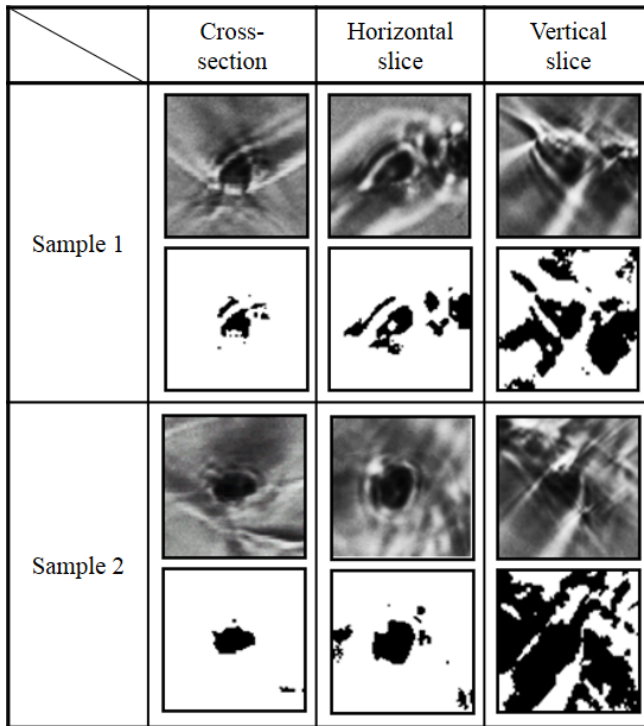 Cross-
section
Horizontal
slice
Vertical
slice
Sample 1
Sample 2